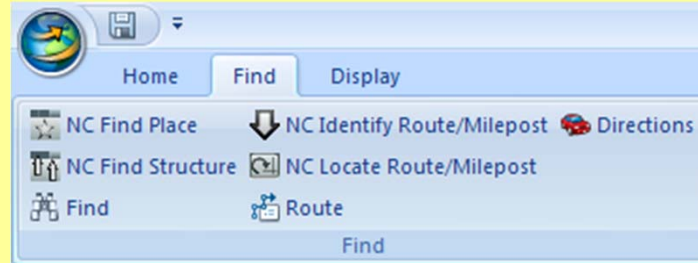 Home Find Display
NC Find Place NC Identify Route/Milepost Directions
NC Find Structure NC Locate Route/Milepost
Find Route
Find